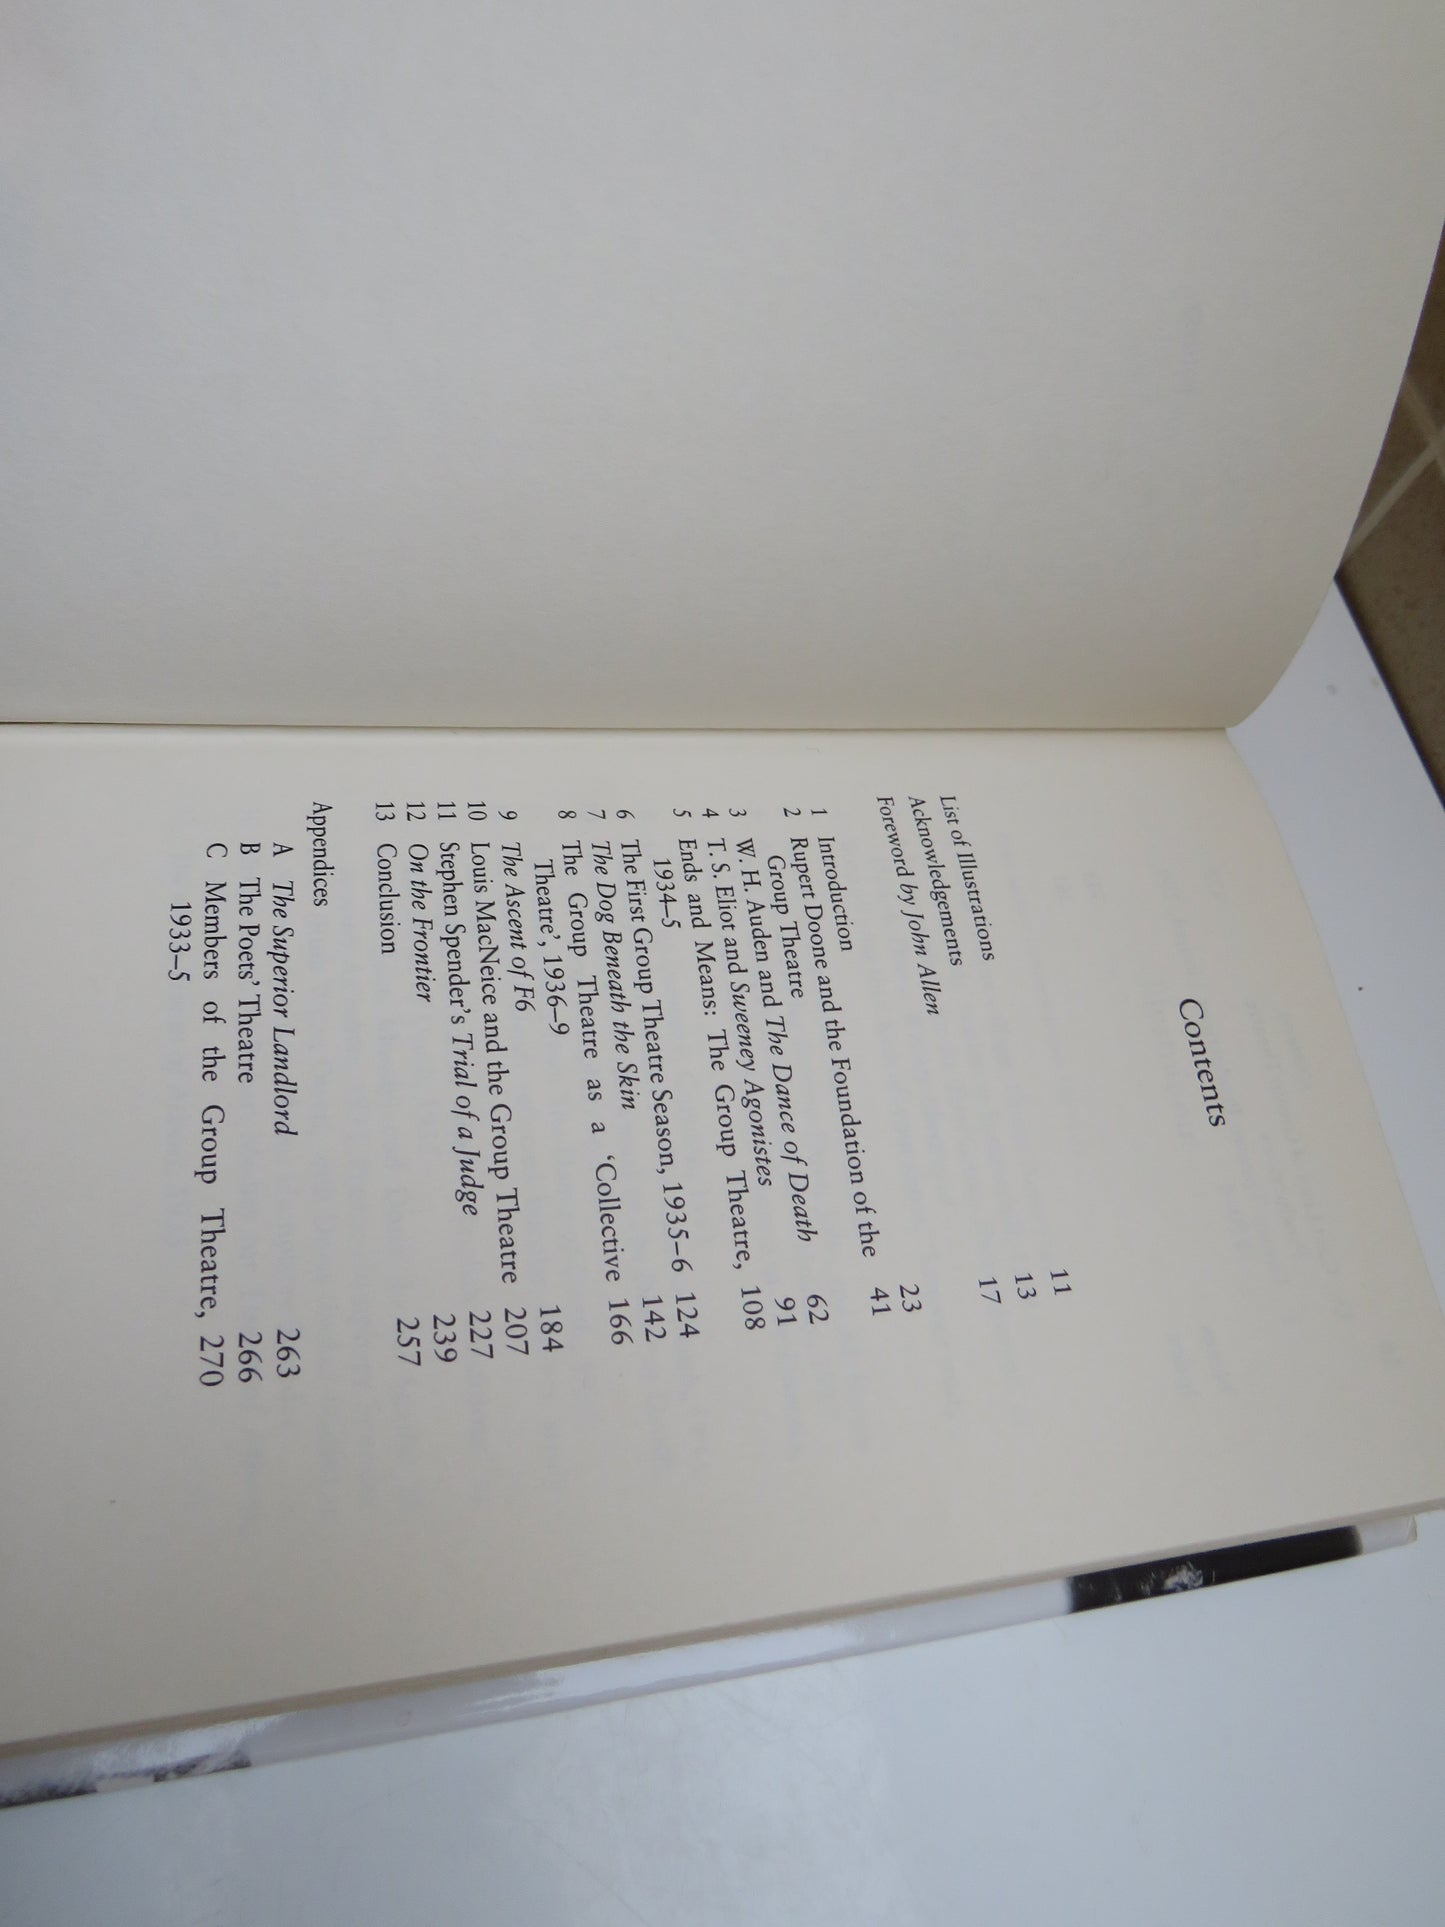 Contents
List of Illustrations 11
Acknowledgements 13
Foreword by John Allen 17
1 Introduction 23
2 Rupert Doone and the Foundation of the 41
Group Theatre
3 W. H. Auden and The Dance of Death 62
4 T. S. Eliot and Sweeney Agonistes 91
5 Ends and Means: The Group Theatre, 108
1934–5
6 The First Group Theatre Season, 1935–6 124
7 The Dog Beneath the Skin 142
8 The Group Theatre as a ‘Collective 166
Theatre’, 1936–9
9 The Ascent of F6 184
10 Louis MacNeice and the Group Theatre 207
11 Stephen Spender’s Trial of a Judge 227
12 On the Frontier 239
13 Conclusion 257
Appendices
A The Superior Landlord 263
B The Poets’ Theatre 266
C Members of the Group Theatre, 270
1933–5